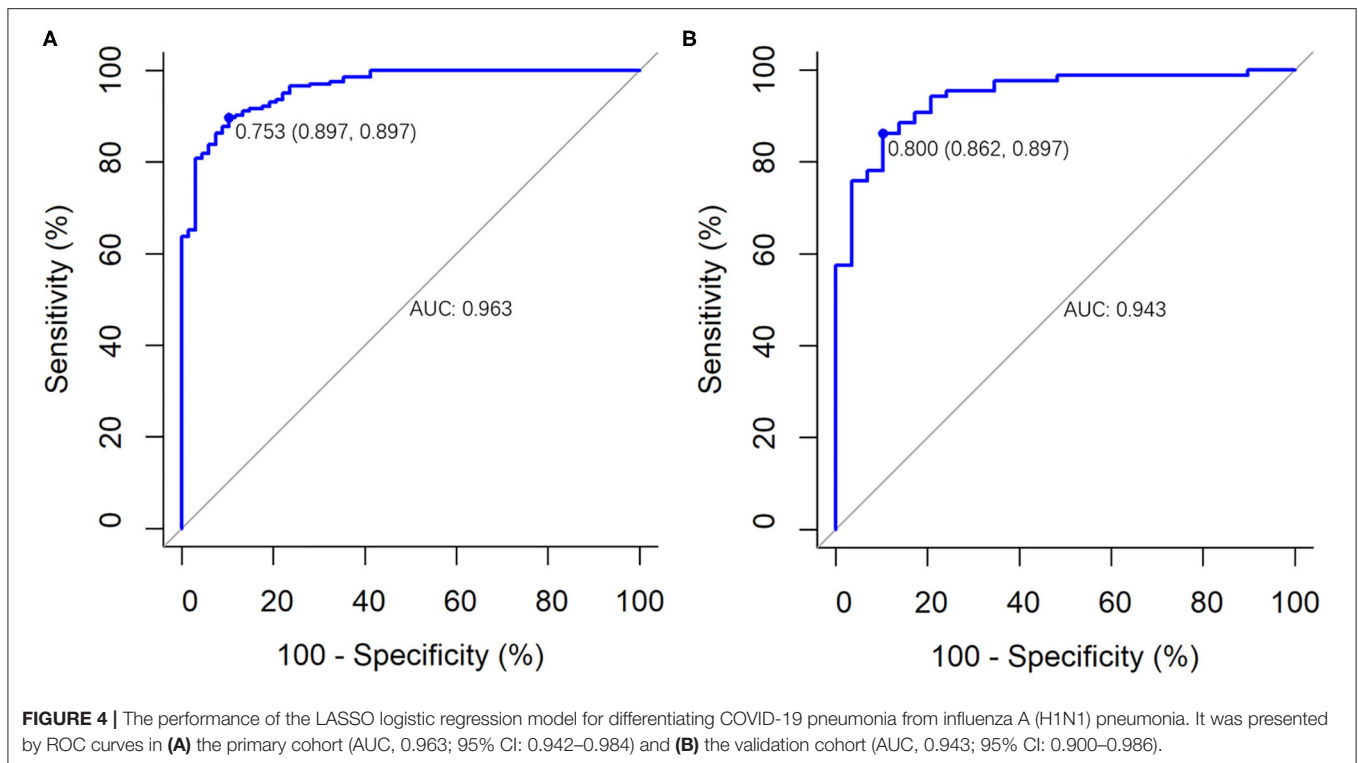 A
100
80
60
40
20
0
Sensitivity (%)
0.753 (0.897, 0.897)
AUC: 0.963
0 20 40 60 80 100
100 - Specificity (%)
B
100
80
60
40
20
0
Sensitivity (%)
0.800 (0.862, 0.897)
AUC: 0.943
0 20 40 60 80 100
100 - Specificity (%)
FIGURE 4 | The performance of the LASSO logistic regression model for differentiating COVID-19 pneumonia from influenza A (H1N1) pneumonia. It was presented
by ROC curves in (A) the primary cohort (AUC, 0.963; 95% CI: 0.942–0.984) and (B) the validation cohort (AUC, 0.943; 95% CI: 0.900–0.986).